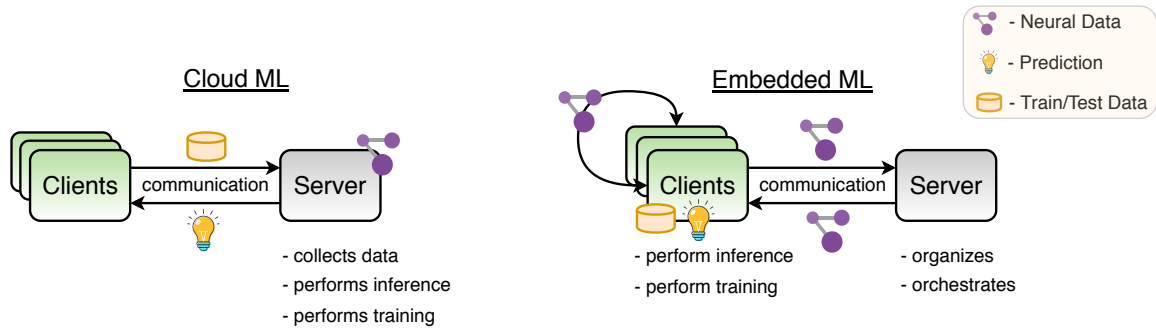 - Neural Data
- Prediction
- Train/Test Data
Cloud ML
Clients
communication
Server
- collects data
- performs inference
- performs training
Embedded ML
Clients
communication
Server
- perform inference
- perform training
- organizes
- orchestrates